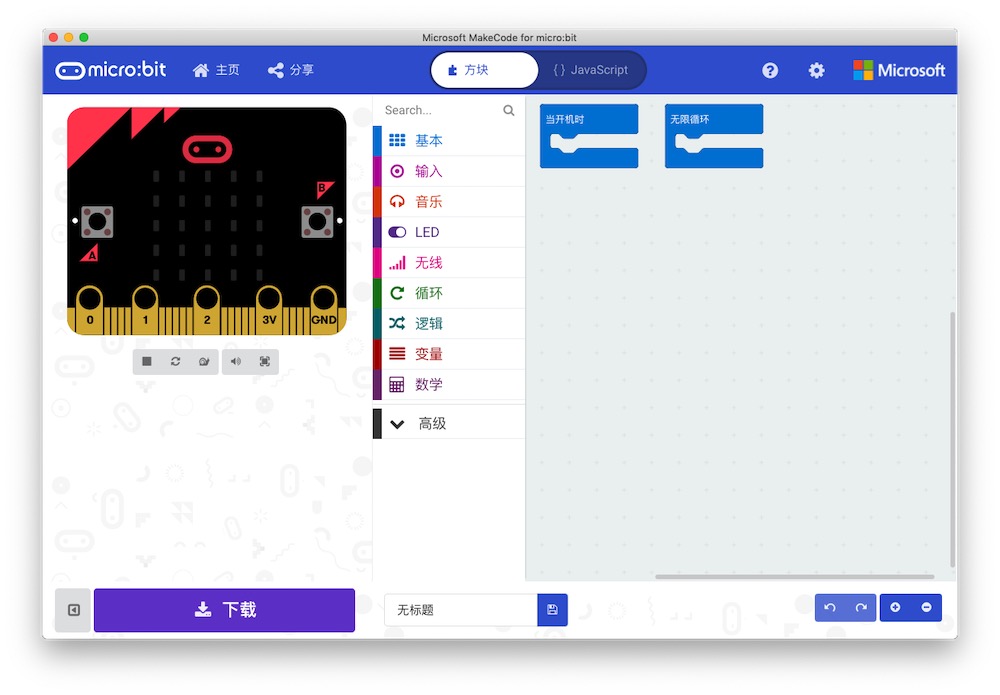 Microsoft MakeCode for micro:bit
micro:bit
主页
分享
方块
{ } JavaScript
Microsoft
Search...
当开机时
无限循环
基本
输入
音乐
LED
无线
循环
逻辑
变量
数学
高级
B
A
0
1
2
3V
GND
下载
无标题